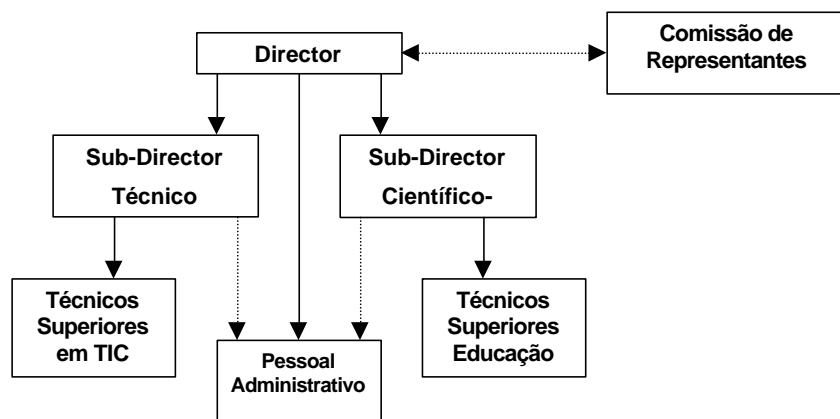 Director
Comissão de
Representantes
Sub-Director
Técnico
Sub-Director
Científico-
Técnicos
Superiores
em TIC
Pessoal
Administrativo
Técnicos
Superiores
Educação